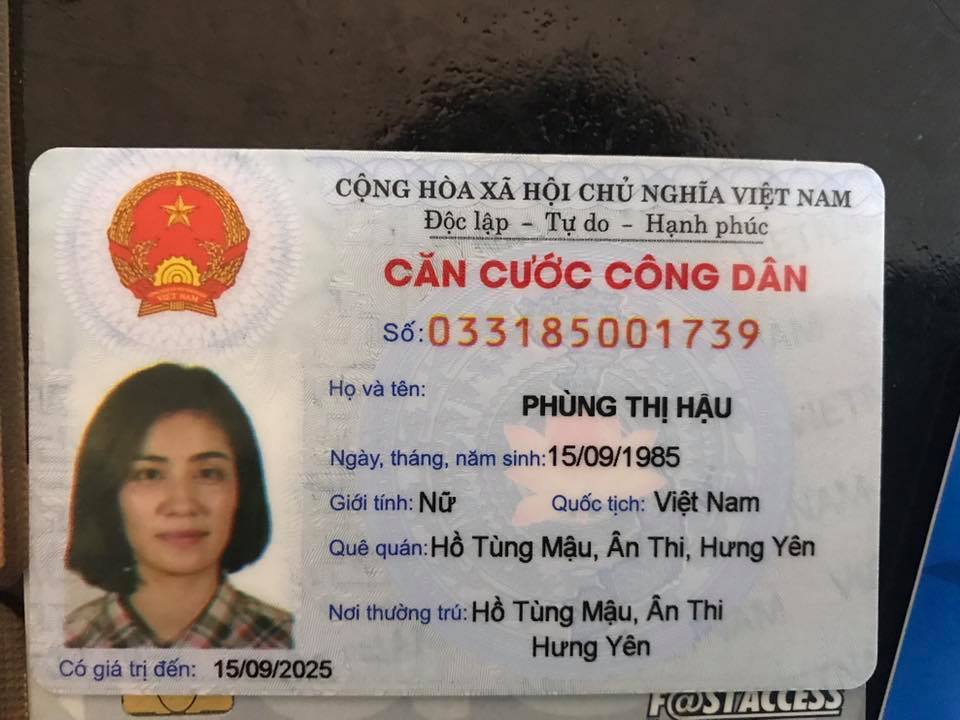 CỘNG HÒA XÃ HỘI CHỦ NGHĨA VIỆT NAM
Độc lập - Tự do - Hạnh phúc
CĂN CƯỚC CÔNG DÂN
Số: 033185001739
Họ và tên:
PHÙNG THỊ HẬU
Ngày, tháng, năm sinh: 15/09/1985
Giới tính: Nữ Quốc tịch: Việt Nam
Quê quán: Hồ Tùng Mậu, Ân Thi, Hưng Yên
Nơi thường trú: Hồ Tùng Mậu, Ân Thi
Hưng Yên
Có giá trị đến: 15/09/2025
VIỆT NAM
F@STACCESS